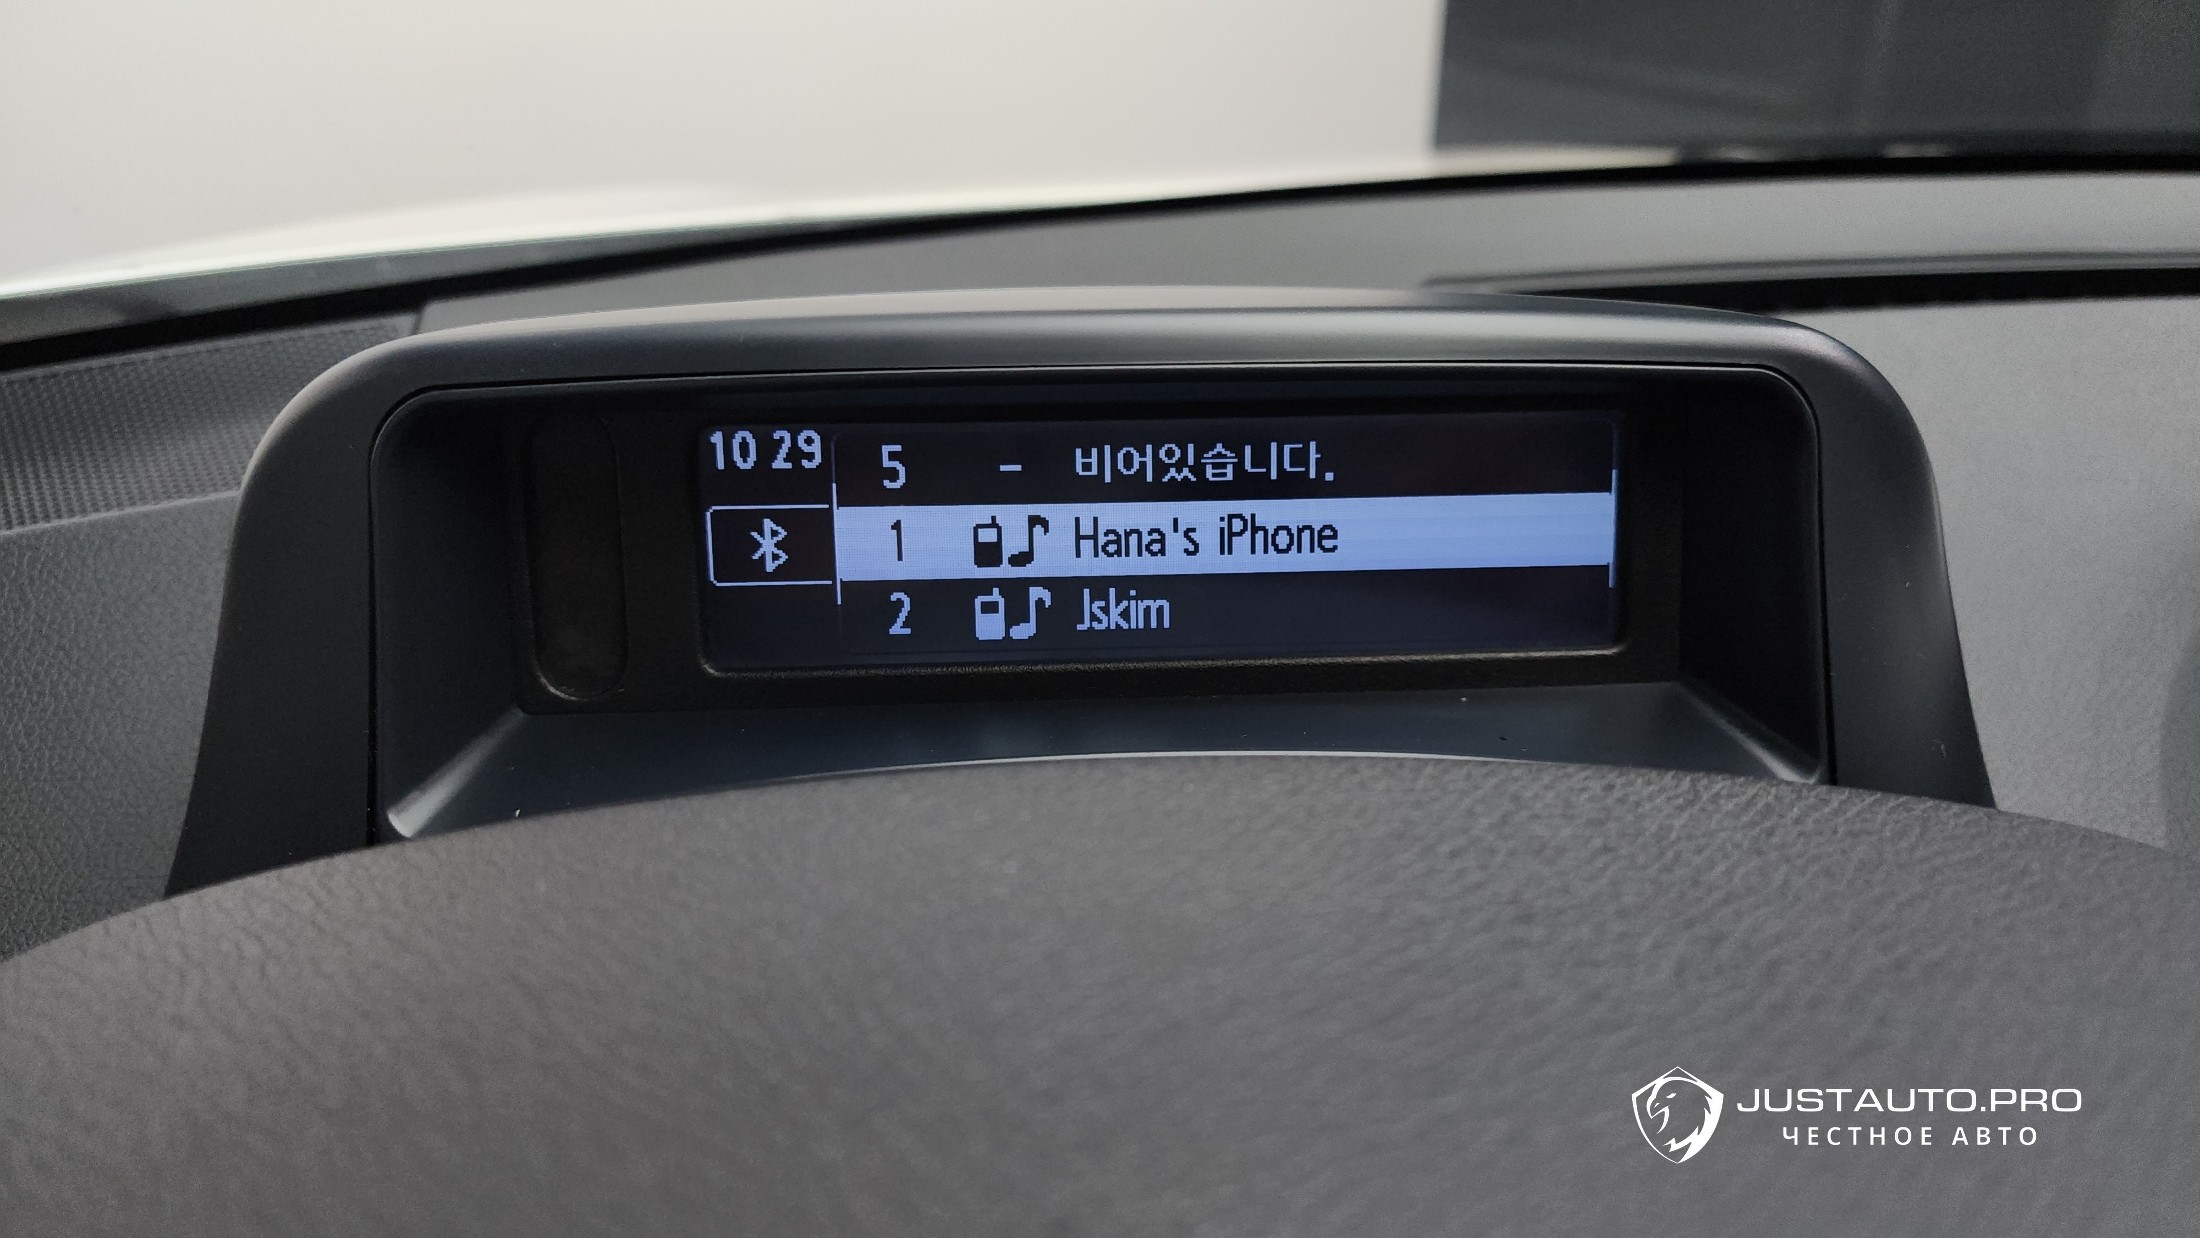 10 29
5 - 비어있습니다.
1 Hana's iPhone
2 Jskim
JUSTAUTO.PRO
ЧЕСТНОЕ АВТО